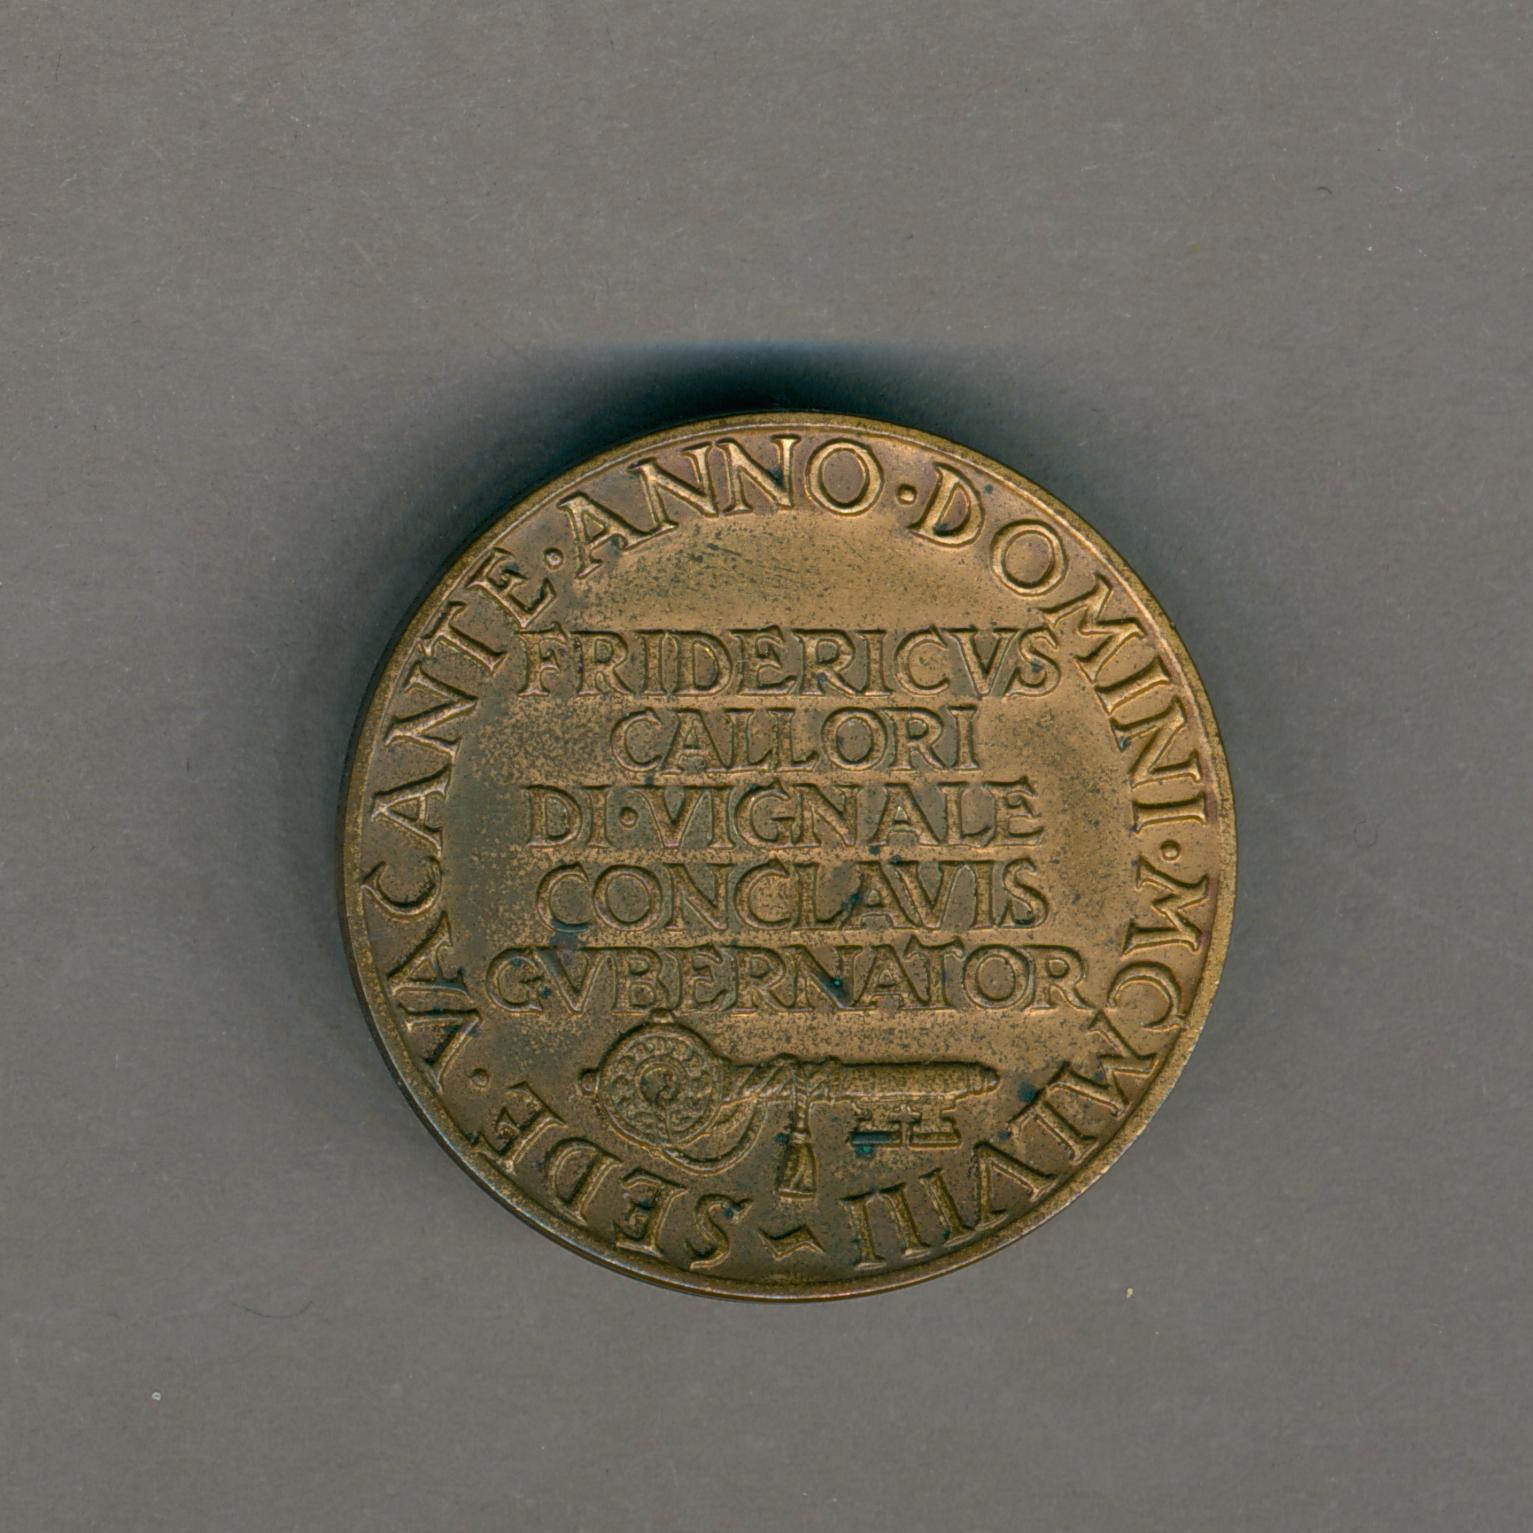 SEDE · VACANTE · ANNO · DOMINI · MCMLVIII
FRIDERICVS
CALLORI
DI · VIGNALE
CONCLAVIS
GVBERNATOR